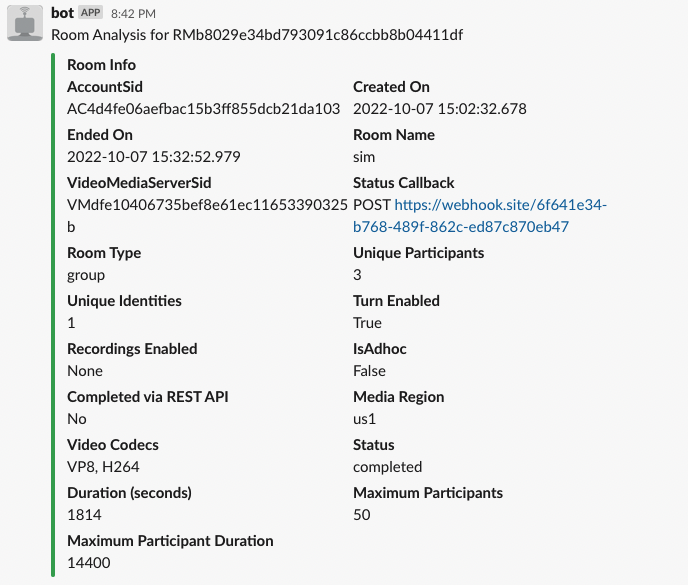 bot APP 8:42 PM
Room Analysis for RMb8029e34bd793091c86ccbb8b04411df
Room Info
AccountSid Created On
AC4d4fe06aefbac15b3ff855dcb21da103 2022-10-07 15:02:32.678
Ended On Room Name
2022-10-07 15:32:52.979 sim
VideoMediaServerSid Status Callback
VMdfe10406735bef8e61ec11653390325 POST https://webhook.site/6f641e34-
b b768-489f-862c-ed87c870eb47
Room Type Unique Participants
group 3
Unique Identities Turn Enabled
1 True
Recordings Enabled IsAdhoc
None False
Completed via REST API Media Region
No us1
Video Codecs Status
VP8, H264 completed
Duration (seconds) Maximum Participants
1814 50
Maximum Participant Duration
14400